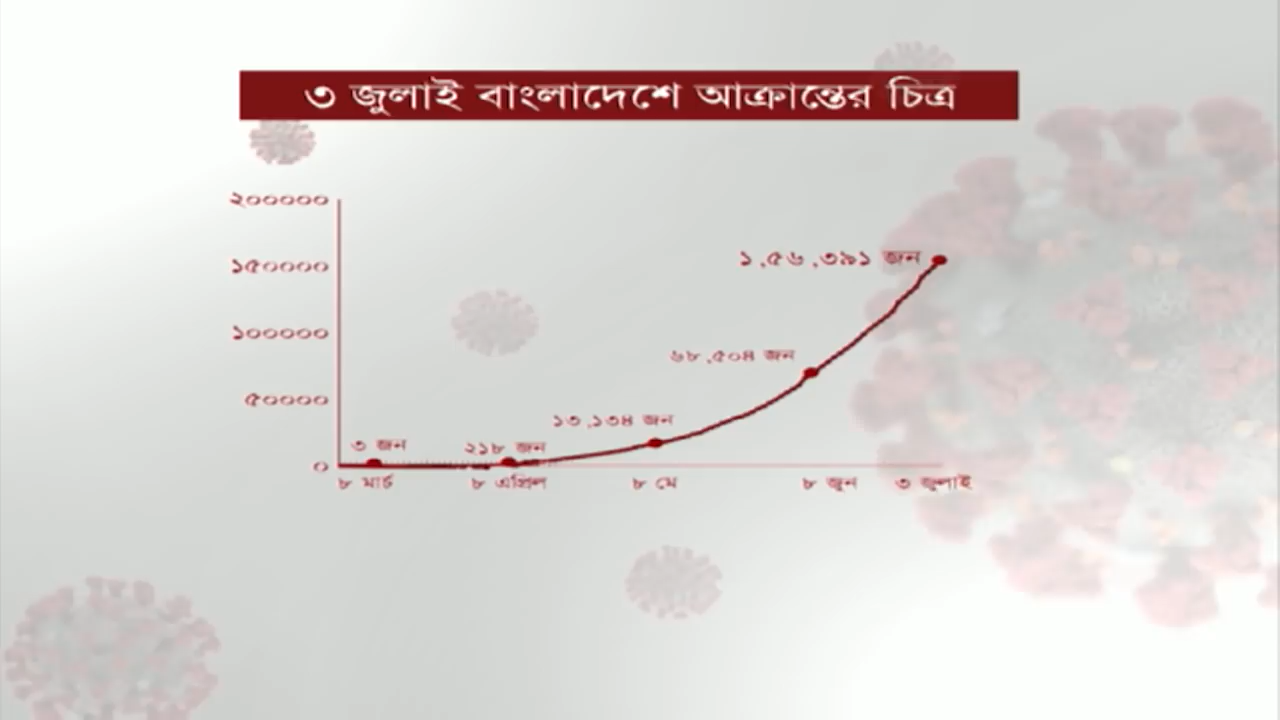 ৩ জুলাই বাংলাদেশে আক্রান্তের চিত্র
২০০০০০
১৫০০০০
১০০০০০
৫০০০০
০
১,৫৬,৩৯১ জন
৬৮,৫০৪ জন
১৩,১৩৪ জন
২১৮ জন
৩ জন
৮ মার্চ
৮ এপ্রিল
৮ মে
৮ জুন
৩ জুলাই